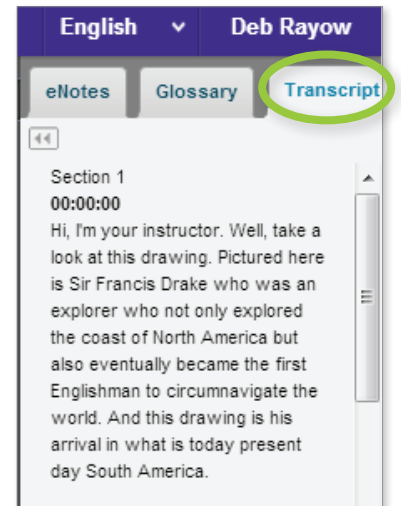 English Deb Rayow
eNotes Glossary Transcript
Section 1
00:00:00
Hi, I'm your instructor. Well, take a
look at this drawing. Pictured here
is Sir Francis Drake who was an
explorer who not only explored
the coast of North America but
also eventually became the first
Englishman to circumnavigate the
world. And this drawing is his
arrival in what is today present
day South America.